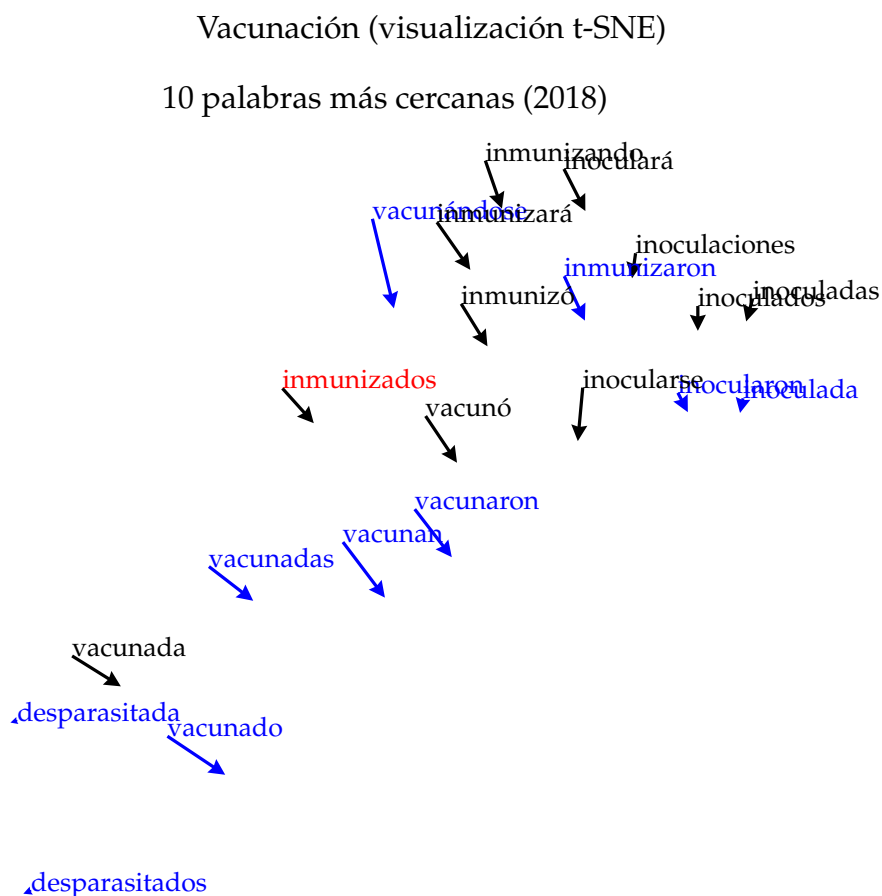 Vacunación (visualización t-SNE)
10 palabras más cercanas (2018)
inmunizando
inoculará
vacunándose
inmunizará
inoculaciones
inmunizaron
inmunizó
inoculados
inoculadas
inmunizados
vacunó
inocularse
inocularon
inoculada
vacunaron
vacunan
vacunadas
vacunada
desparasitada
vacunado
desparasitados